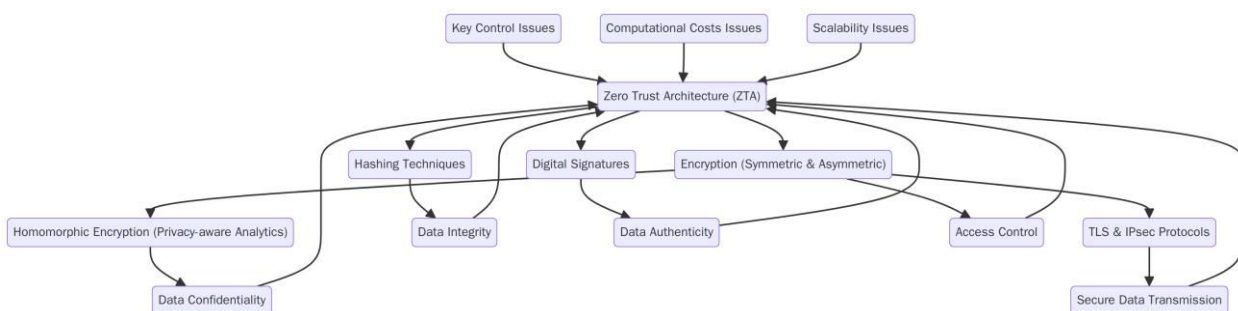 Key Control Issues
Computational Costs Issues
Scalability Issues
Zero Trust Architecture (ZTA)
Hashing Techniques
Digital Signatures
Encryption (Symmetric & Asymmetric)
Homomorphic Encryption (Privacy-aware Analytics)
Data Integrity
Data Authenticity
Access Control
TLS & IPsec Protocols
Data Confidentiality
Secure Data Transmission